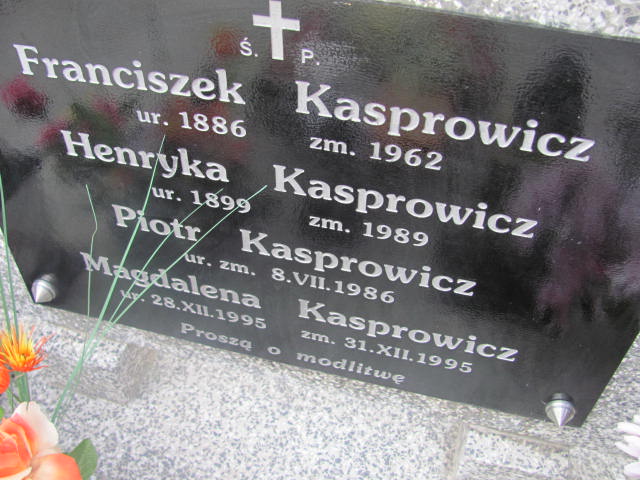 Ś. P.
Franciszek Kasprowicz
ur. 1886 zm. 1962
Henryka Kasprowicz
ur. 1899 zm. 1989
Piotr Kasprowicz
ur. zm. 8.VII.1986
Magdalena Kasprowicz
ur. 28.XII.1995 zm. 31.XII.1995
Proszą o modlitwę